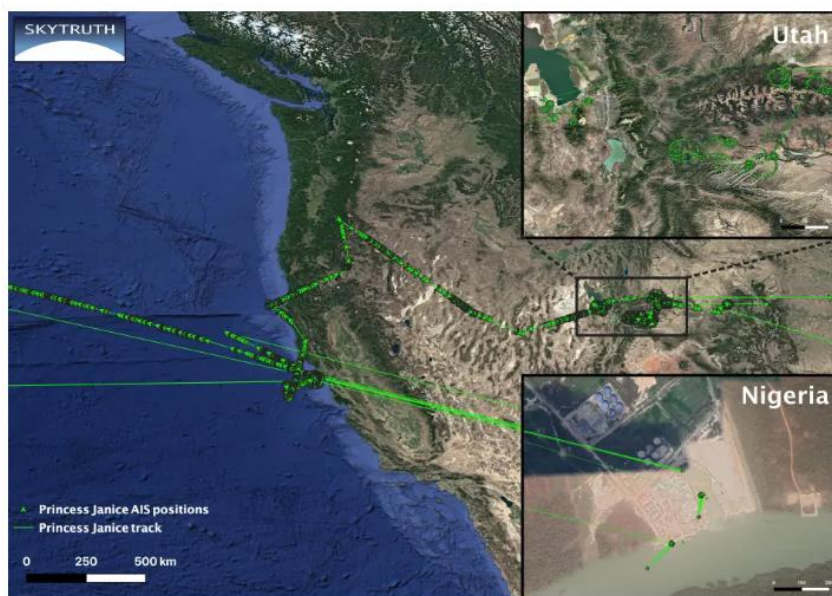 SKYTRUTH
Utah
Nigeria
Princess Janice AIS positions
Princess Janice track
0 250 500 km